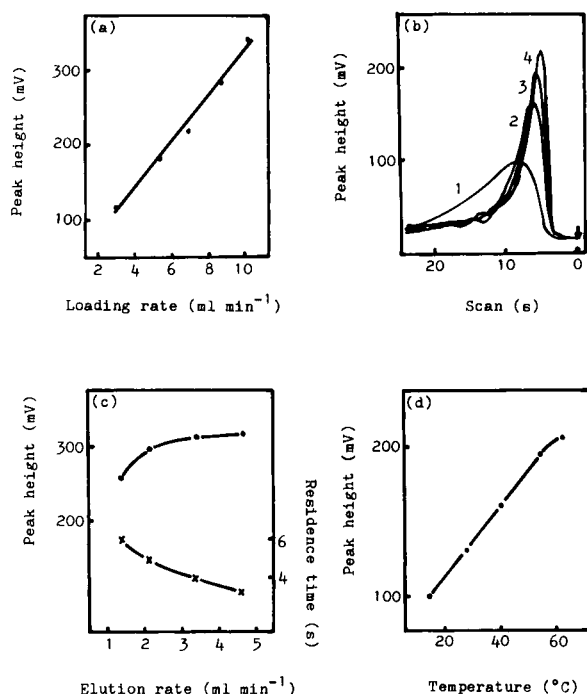 (a)
300
200
100
Peak height (mV)
2 4 6 8 10
Loading rate (ml min⁻¹)
(b)
200
100
Peak height (mV)
1
2
3
4
20 10 0
Scan (s)
(c)
300
200
Peak height (mV)
6
4
Residence time (s)
1 2 3 4 5
Elution rate (ml min⁻¹)
(d)
200
100
Peak height (mV)
20 40 60
Temperature (°C)